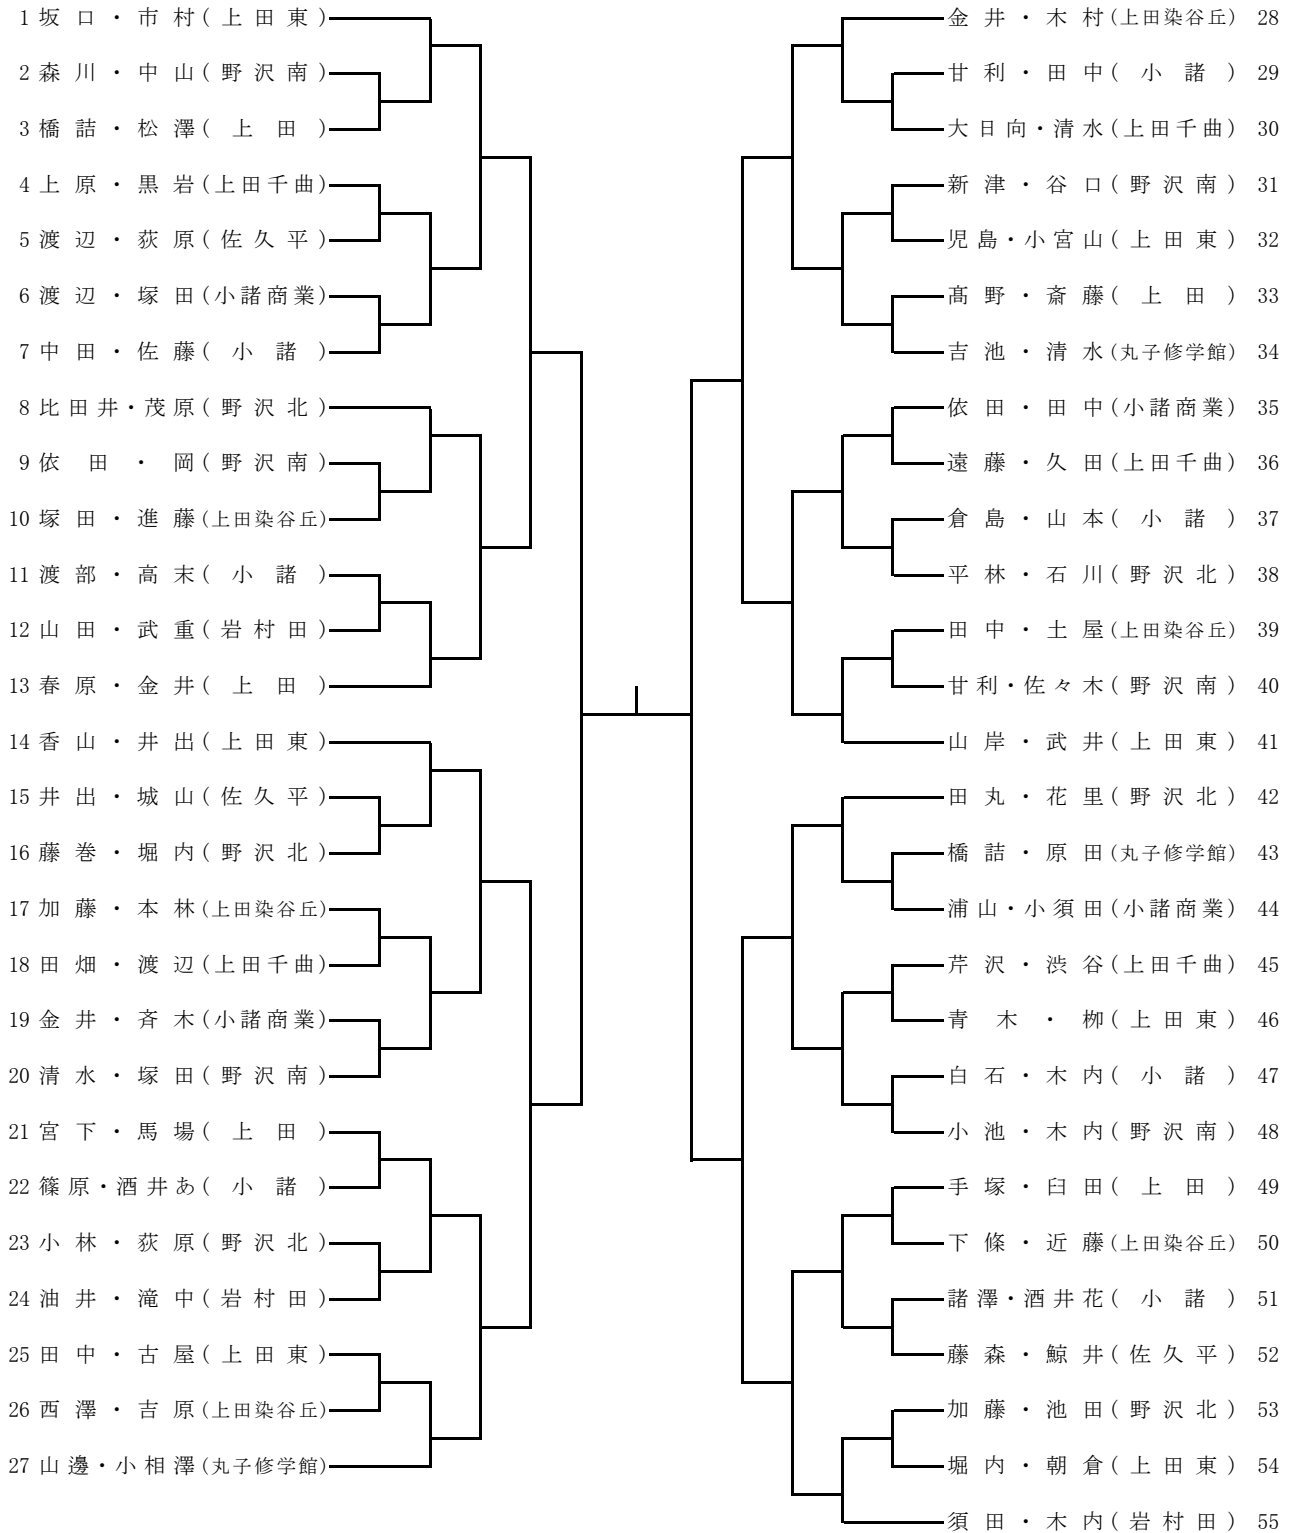 1 坂口・市村(上田東)
2 森川・中山(野沢南)
3 橋詰・松澤(上田)
4 上原・黒岩(上田千曲)
5 渡辺・荻原(佐久平)
6 渡辺・塚田(小諸商業)
7 中田・佐藤(小諸)
8 比田井・茂原(野沢北)
9 依田・岡(野沢南)
10 塚田・進藤(上田染谷丘)
11 渡部・高末(小諸)
12 山田・武重(岩村田)
13 春原・金井(上田)
14 香山・井出(上田東)
15 井出・城山(佐久平)
16 藤巻・堀内(野沢北)
17 加藤・本林(上田染谷丘)
18 田畑・渡辺(上田千曲)
19 金井・斉木(小諸商業)
20 清水・塚田(野沢南)
21 宮下・馬場(上田)
22 篠原・酒井あ(小諸)
23 小林・荻原(野沢北)
24 油井・滝中(岩村田)
25 田中・古屋(上田東)
26 西澤・吉原(上田染谷丘)
27 山邊・小相澤(丸子修学館)
金井・木村(上田染谷丘) 28
甘利・田中(小諸) 29
大日向・清水(上田千曲) 30
新津・谷口(野沢南) 31
児島・小宮山(上田東) 32
髙野・斎藤(上田) 33
吉池・清水(丸子修学館) 34
依田・田中(小諸商業) 35
遠藤・久田(上田千曲) 36
倉島・山本(小諸) 37
平林・石川(野沢北) 38
田中・土屋(上田染谷丘) 39
甘利・佐々木(野沢南) 40
山岸・武井(上田東) 41
田丸・花里(野沢北) 42
橋詰・原田(丸子修学館) 43
浦山・小須田(小諸商業) 44
芹沢・渋谷(上田千曲) 45
青木・栁(上田東) 46
白石・木内(小諸) 47
小池・木内(野沢南) 48
手塚・臼田(上田) 49
下條・近藤(上田染谷丘) 50
諸澤・酒井花(小諸) 51
藤森・鯨井(佐久平) 52
加藤・池田(野沢北) 53
堀内・朝倉(上田東) 54
須田・木内(岩村田) 55